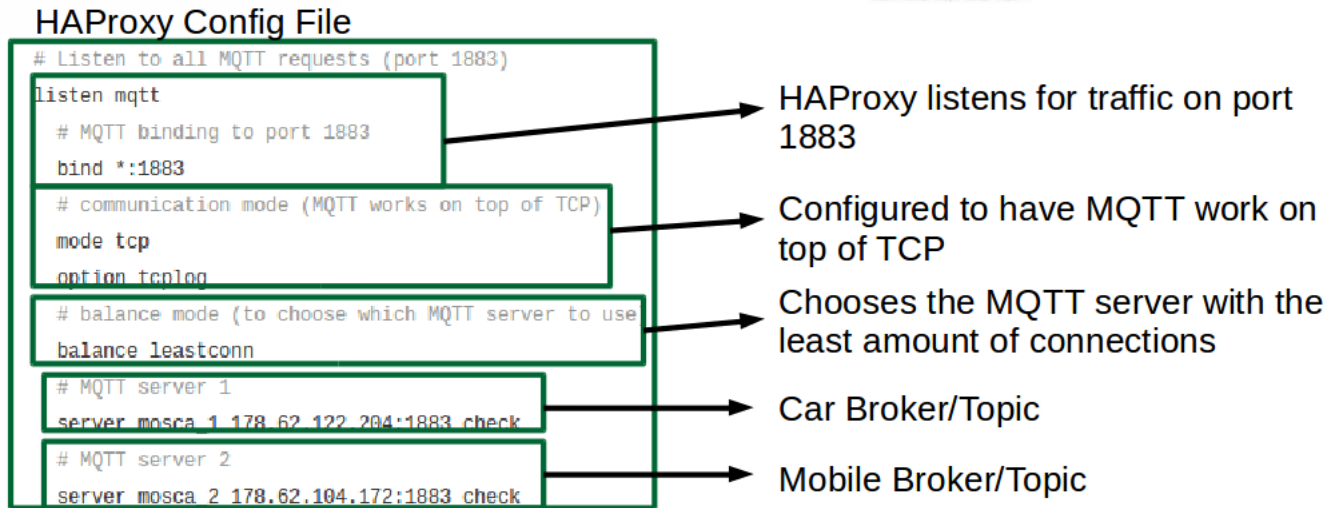 HAProxy Config File
# Listen to all MQTT requests (port 1883)
listen mqtt
# MQTT binding to port 1883
bind *:1883
# communication mode (MQTT works on top of TCP)
mode tcp
option tcplog
# balance mode (to choose which MQTT server to use
balance leastconn
# MQTT server 1
server mosca_1 178.62.122.204:1883 check
# MQTT server 2
server mosca_2 178.62.104.172:1883 check
HAProxy listens for traffic on port
1883
Configured to have MQTT work on
top of TCP
Chooses the MQTT server with the
least amount of connections
Car Broker/Topic
Mobile Broker/Topic